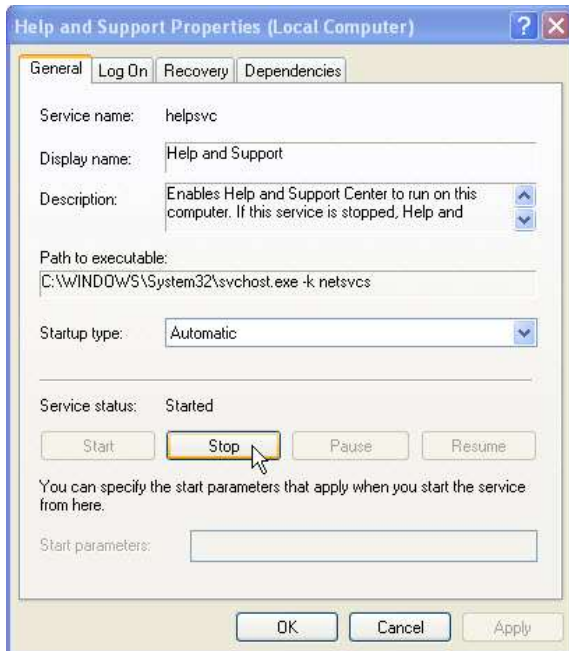 Help and Support Properties (Local Computer)
General Log On Recovery Dependencies
Service name: helpsvc
Display name: Help and Support
Description: Enables Help and Support Center to run on this
computer. If this service is stopped, Help and
Path to executable:
C:\WINDOWS\System32\svchost.exe -k netsvcs
Startup type: Automatic
Service status: Started
Start Stop Pause Resume
You can specify the start parameters that apply when you start the service
from here.
Start parameters:
OK Cancel Apply